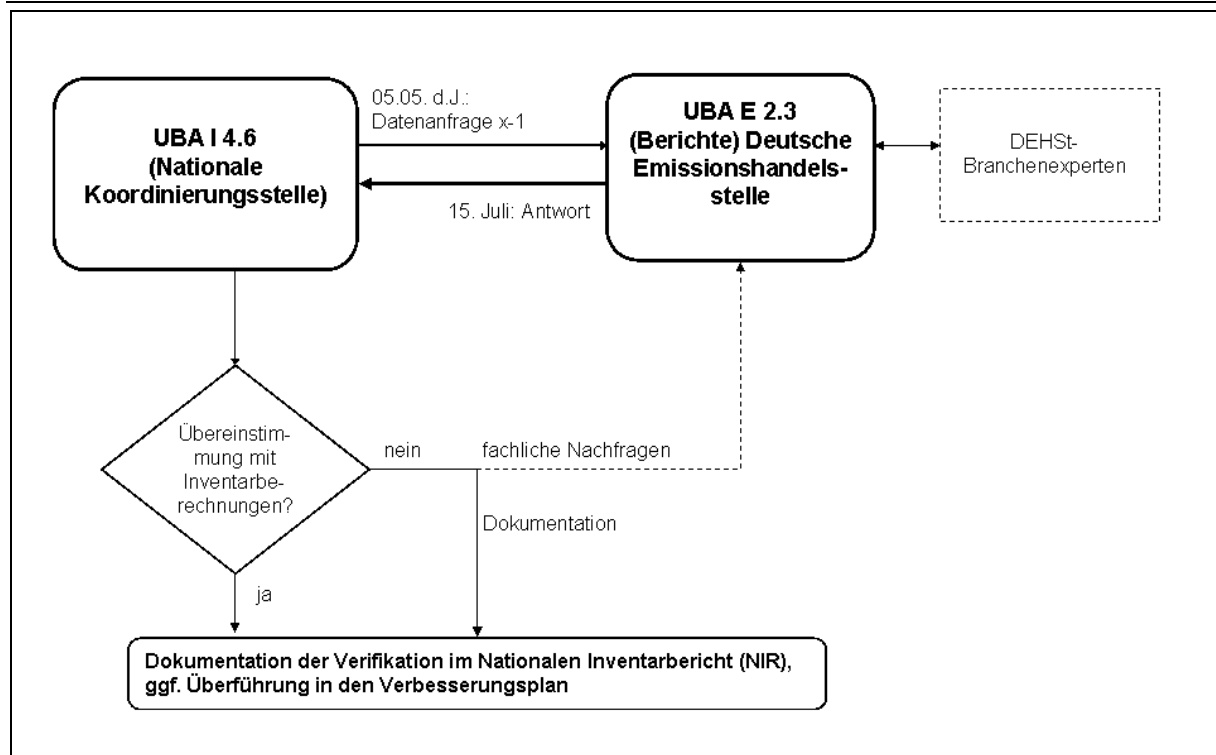 UBA I 4.6
(Nationale
Koordinierungsstelle)
05.05. d.J.:
Datenanfrage x-1
15. Juli: Antwort
UBA E 2.3
(Berichte) Deutsche
Emissionshandels-
stelle
DEHSt-
Branchenexperten
Übereinstim-
mung mit
Inventarbe-
rechnungen?
nein
fachliche Nachfragen
Dokumentation
ja
Dokumentation der Verifikation im Nationalen Inventarbericht (NIR),
ggf. Überführung in den Verbesserungsplan